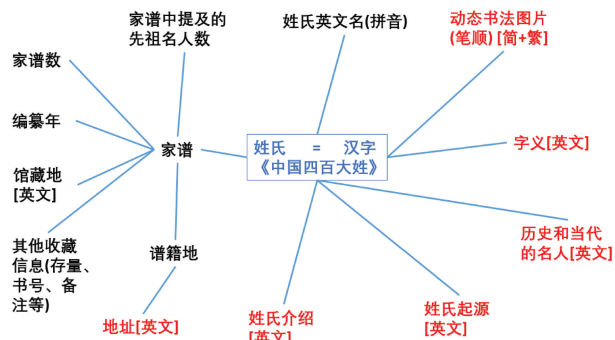 家谱中提及的
先祖名人数
姓氏英文名(拼音)
动态书法图片
(笔顺) [简+繁]
家谱数
编纂年
家谱
姓氏 = 汉字
《中国四百大姓》
字义[英文]
馆藏地
[英文]
其他收藏
信息(存量、
书号、备
注等)
谱籍地
历史和当代
的名人[英文]
地址[英文]
姓氏介绍
[英文]
姓氏起源
[英文]